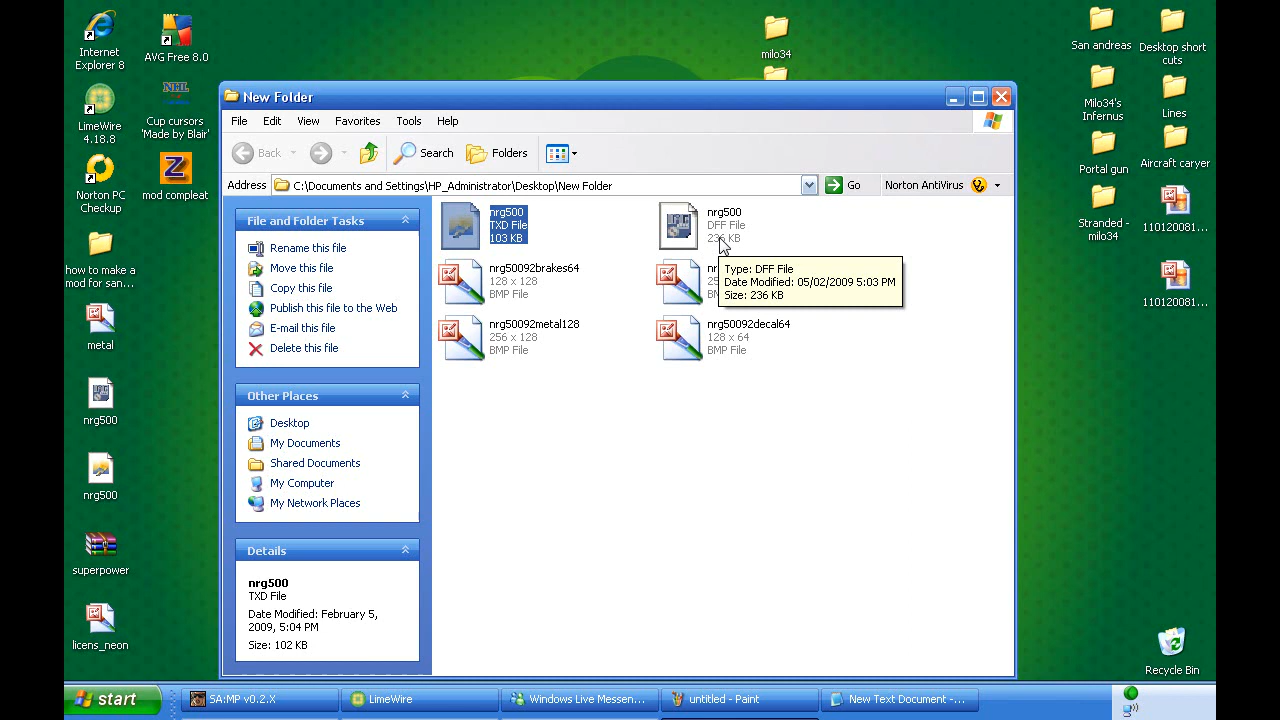 Internet
Explorer 8
AVG Free 8.0
LimeWire
4.18.8
NHL
Cup cursors
'Made by Blair'
Norton PC
Checkup
mod compleat
how to make a
mod for san...
metal
nrg500
nrg500
superpower
licens_neon
milo34
San andreas
Desktop short
cuts
Milo34's
Infernus
Lines
Portal gun
Aircraft caryer
Stranded -
milo34
110120081...
110120081...
Recycle Bin
New Folder
File Edit View Favorites Tools Help
Back Search Folders
Address C:\Documents and Settings\HP_Administrator\Desktop\New Folder Go Norton AntiVirus
File and Folder Tasks
Rename this file
Move this file
Copy this file
Publish this file to the Web
E-mail this file
Delete this file
Other Places
Desktop
My Documents
Shared Documents
My Computer
My Network Places
Details
nrg500
TXD File
Date Modified: February 5,
2009, 5:04 PM
Size: 102 KB
nrg500
TXD File
103 KB
nrg500
DFF File
236 KB
nrg50092brakes64
128 x 128
BMP File
Type: DFF File
Date Modified: 05/02/2009 5:03 PM
Size: 236 KB
nrg50092metal128
256 x 128
BMP File
nrg50092decal64
128 x 64
BMP File
start SA:MP v0.2.X LimeWire Windows Live Messen... untitled - Paint New Text Document -...